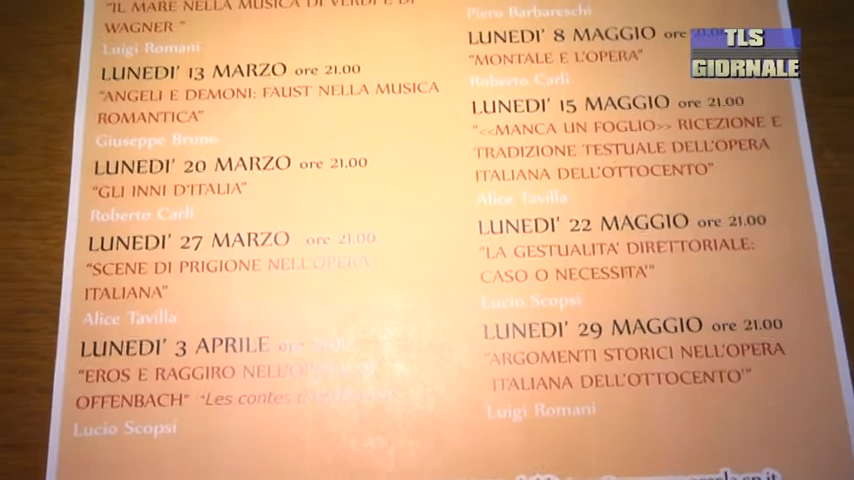 "IL MARE NELLA MUSICA DI VERDI E DI
WAGNER"
Luigi Romani
LUNEDI' 13 MARZO ore 21.00
"ANGELI E DEMONI: FAUST NELLA MUSICA
ROMANTICA"
Giuseppe Bruno
LUNEDI' 20 MARZO ore 21.00
"GLI INNI D'ITALIA"
Roberto Carli
LUNEDI' 27 MARZO ore 21.00
"SCENE DI PRIGIONE NELL'OPERA
ITALIANA"
Alice Tavilla
LUNEDI' 3 APRILE ore
"EROS E RAGGIRO NELL'OPERA
OFFENBACH" "Les contes
Lucio Scopsi
Piero Barbareschi
LUNEDI' 8 MAGGIO ore 21.00
"MONTALE E L'OPERA"
Roberto Carli
LUNEDI' 15 MAGGIO ore 21.00
"<<MANCA UN FOGLIO>> RICEZIONE E
TRADIZIONE TESTUALE DELL'OPERA
ITALIANA DELL'OTTOCENTO"
Alice Tavilla
LUNEDI' 22 MAGGIO ore 21.00
"LA GESTUALITA' DIRETTORIALE:
CASO O NECESSITA'"
Lucio Scopsi
LUNEDI' 29 MAGGIO ore 21.00
"ARGOMENTI STORICI NELL'OPERA
ITALIANA DELL'OTTOCENTO'"
Luigi Romani
TLS
GIORNALE